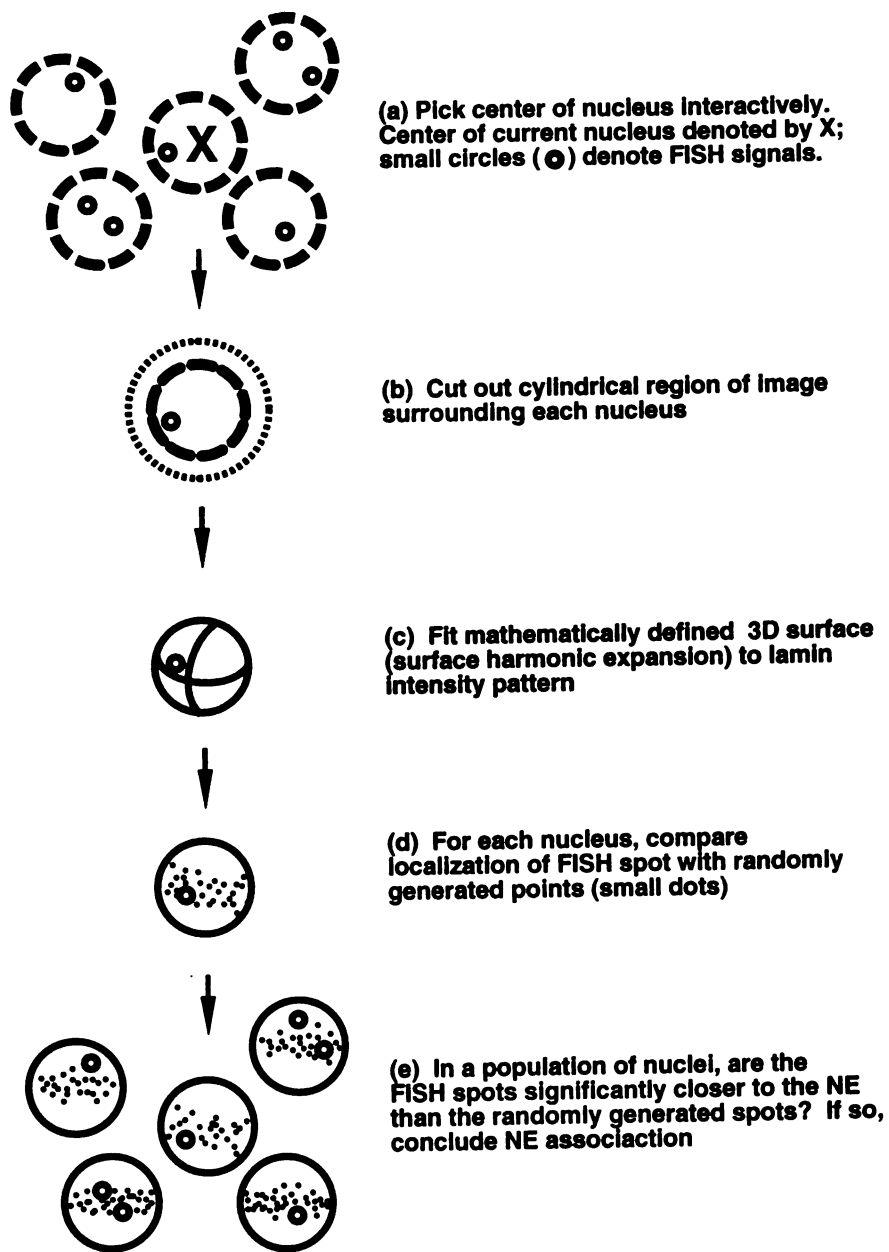 (a) Pick center of nucleus interactively.
Center of current nucleus denoted by X;
small circles (o) denote FISH signals.
X
(b) Cut out cylindrical region of image
surrounding each nucleus
(c) Fit mathematically defined 3D surface
(surface harmonic expansion) to lamin
intensity pattern
(d) For each nucleus, compare
localization of FISH spot with randomly
generated points (small dots)
(e) In a population of nuclei, are the
FISH spots significantly closer to the NE
than the randomly generated spots? If so,
conclude NE associaction